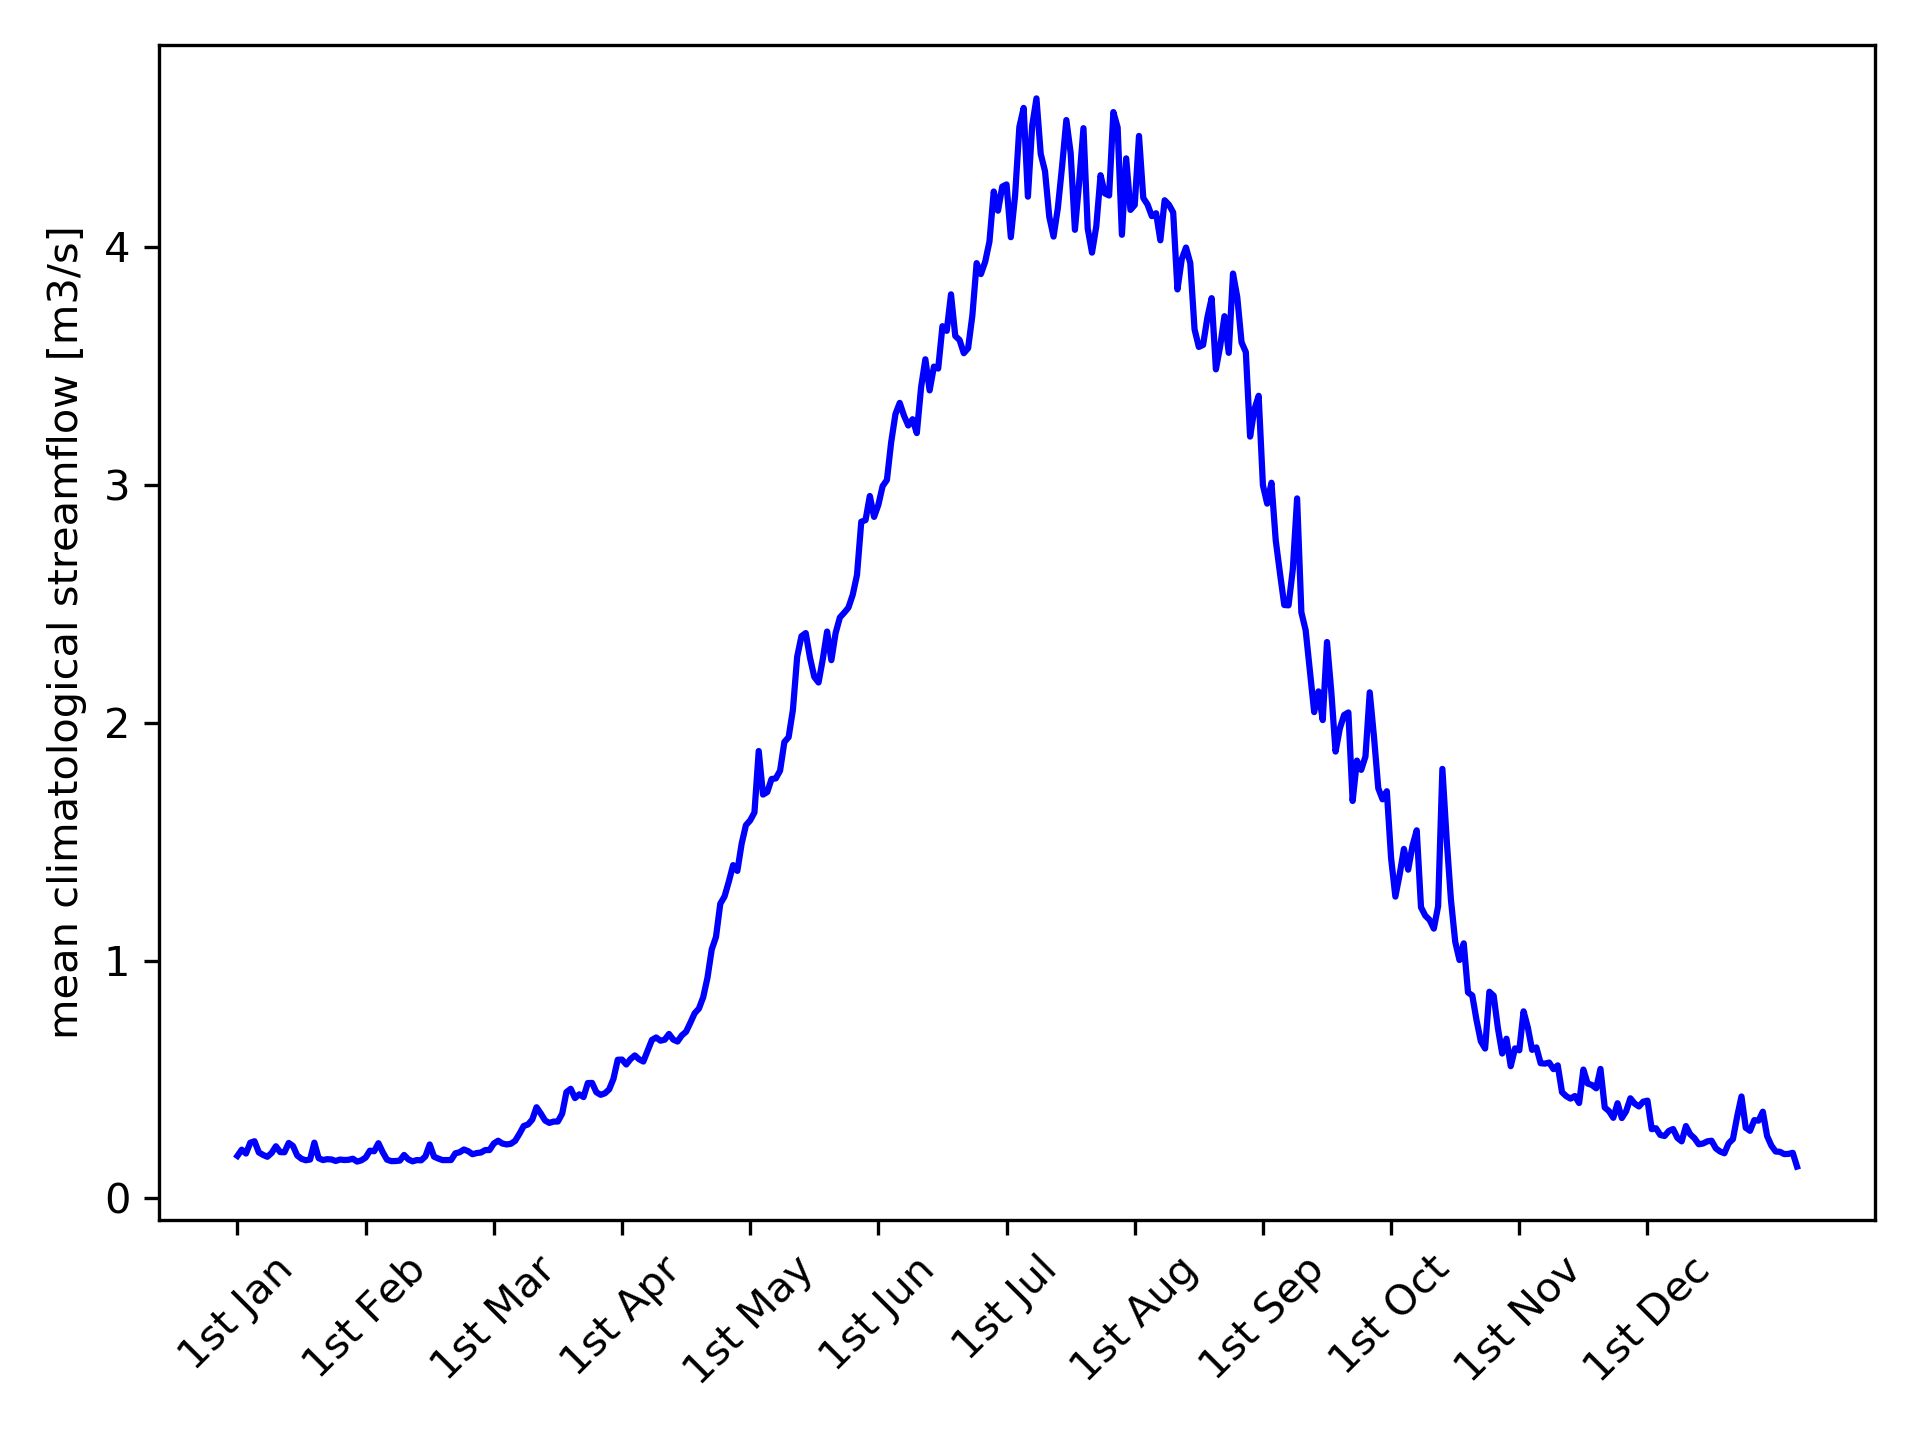 mean climatological streamflow [m3/s]
4
3
2
1
0
1st Jan
1st Feb
1st Mar
1st Apr
1st May
1st Jun
1st Jul
1st Aug
1st Sep
1st Oct
1st Nov
1st Dec